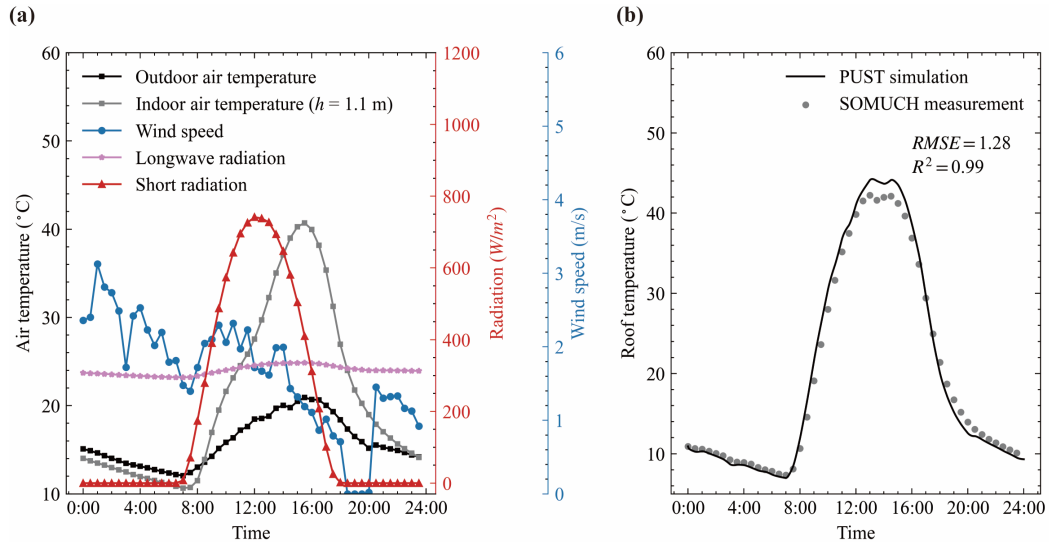 (a)
60
50
40
30
20
10
Air temperature (°C)
0:00 4:00 8:00 12:00 16:00 20:00 24:00
Time
Outdoor air temperature
Indoor air temperature (h = 1.1 m)
Wind speed
Longwave radiation
Short radiation
1200
1000
800
600
400
200
0
Radiation (W/m²)
6
5
4
3
2
1
0
Wind speed (m/s)
(b)
60
50
40
30
20
10
Roof temperature (°C)
0:00 4:00 8:00 12:00 16:00 20:00 24:00
Time
PUST simulation
SOMUCH measurement
RMSE = 1.28
R² = 0.99